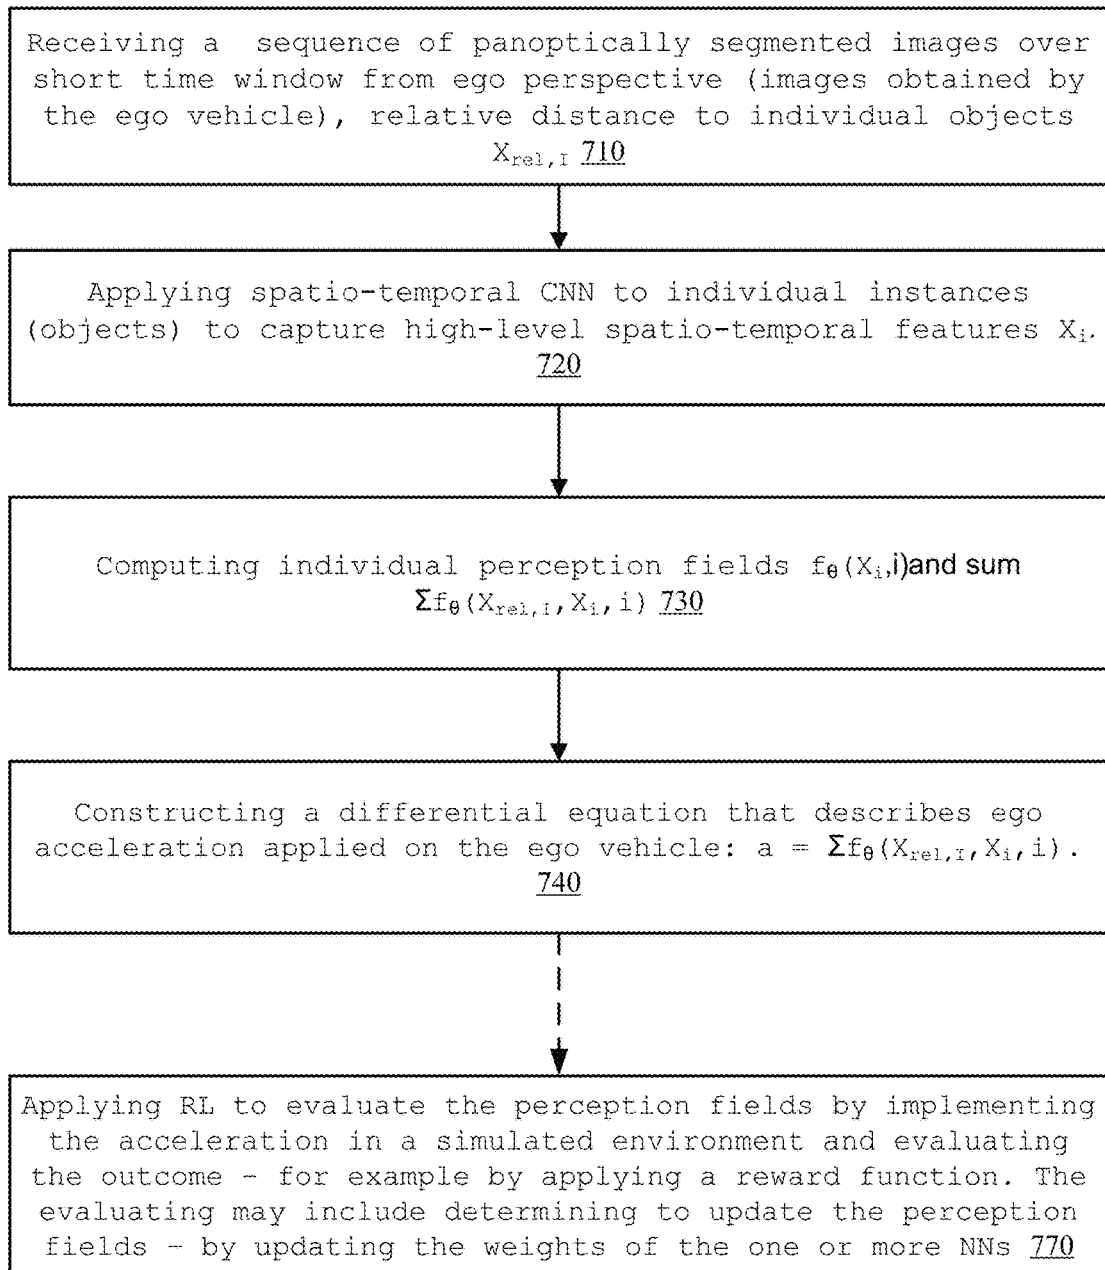 Receiving a sequence of panoptically segmented images over
short time window from ego perspective (images obtained by
the ego vehicle), relative distance to individual objects
Xrel,I 710
Applying spatio-temporal CNN to individual instances
(objects) to capture high-level spatio-temporal features Xi.
720
Computing individual perception fields fθ(Xi,i)and sum
Σfθ(Xrel,I,Xi,i) 730
Constructing a differential equation that describes ego
acceleration applied on the ego vehicle: a = Σfθ(Xrel,I,Xi,i).
740
Applying RL to evaluate the perception fields by implementing
the acceleration in a simulated environment and evaluating
the outcome – for example by applying a reward function. The
evaluating may include determining to update the perception
fields – by updating the weights of the one or more NNs 770